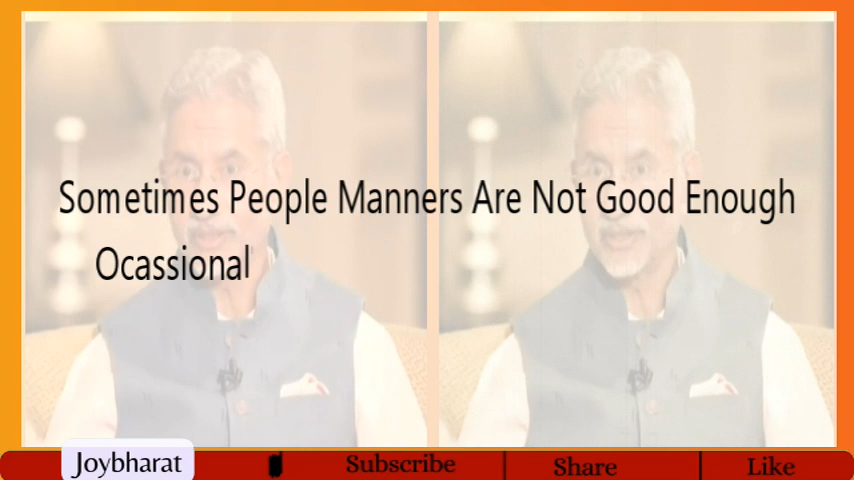 Sometimes People Manners Are Not Good Enough
Ocassional
Joybharat
Subscribe
Share
Like